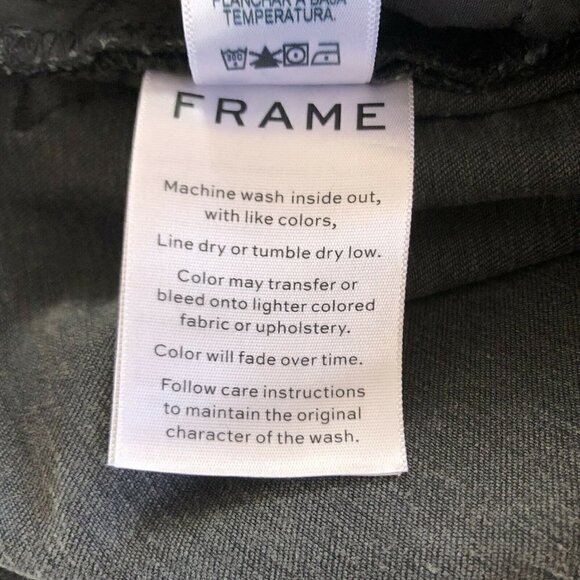 PLANCHAR A BAJA
TEMPERATURA.
FRAME
Machine wash inside out,
with like colors,
Line dry or tumble dry low.
Color may transfer or
bleed onto lighter colored
fabric or upholstery.
Color will fade over time.
Follow care instructions
to maintain the original
character of the wash.